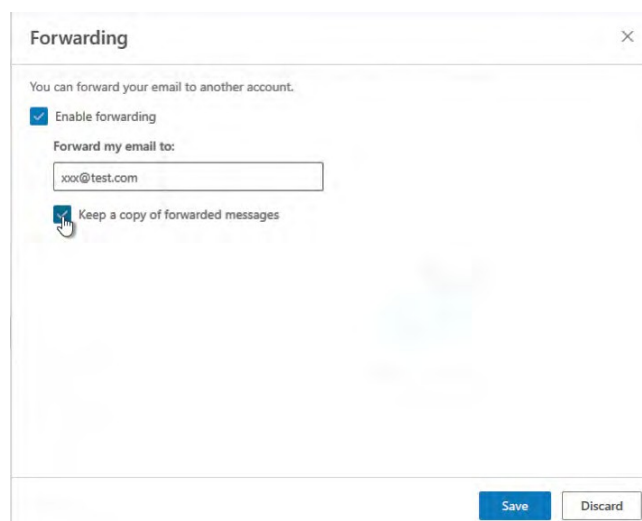 Forwarding
You can forward your email to another account.
Enable forwarding
Forward my email to:
xxx@test.com
Keep a copy of forwarded messages
Save
Discard